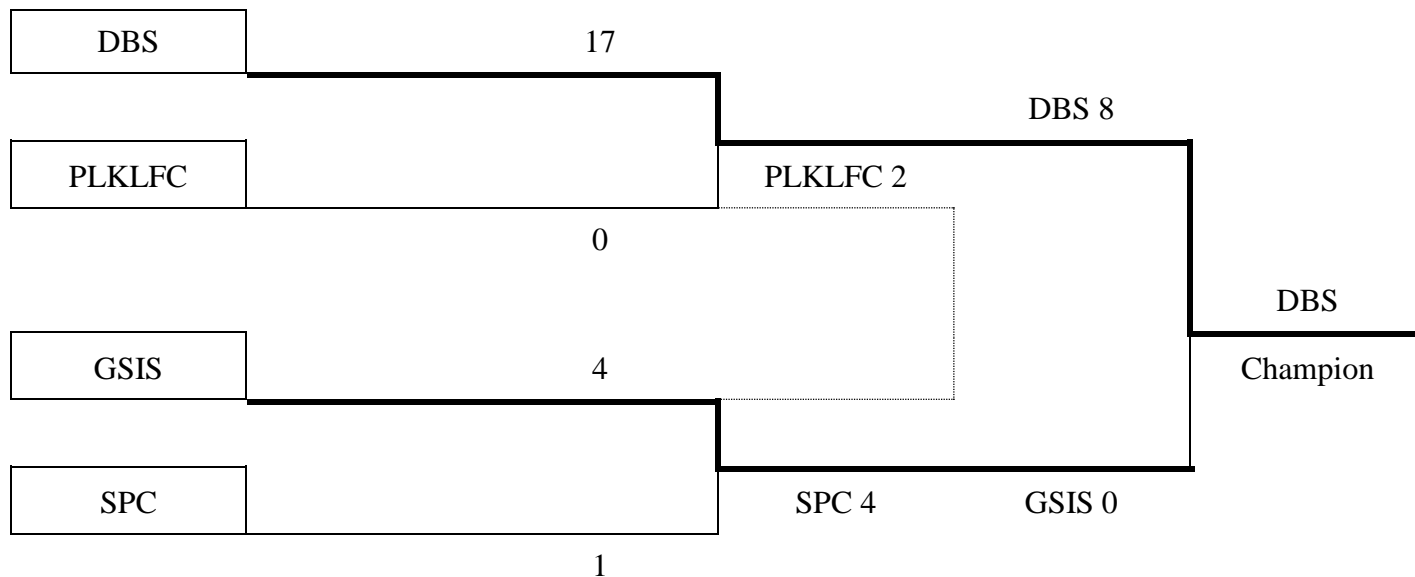 DBS 17
DBS 8
PLKLFC PLKLFC 2
0
DBS
GSIS 4
Champion
SPC SPC 4 GSIS 0
1